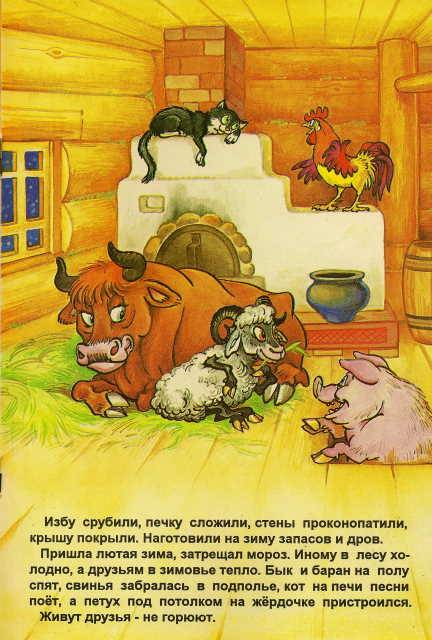 Избу срубили, печку сложили, стены проконопатили,
крышу покрыли. Наготовили на зиму запасов и дров.
Пришла лютая зима, затрещал мороз. Иному в лесу хо-
лодно, а друзьям в зимовье тепло. Бык и баран на полу
спят, свинья забралась в подполье, кот на печи песни
поёт, а петух под потолком на жёрдочке пристроился.
Живут друзья - не горюют.